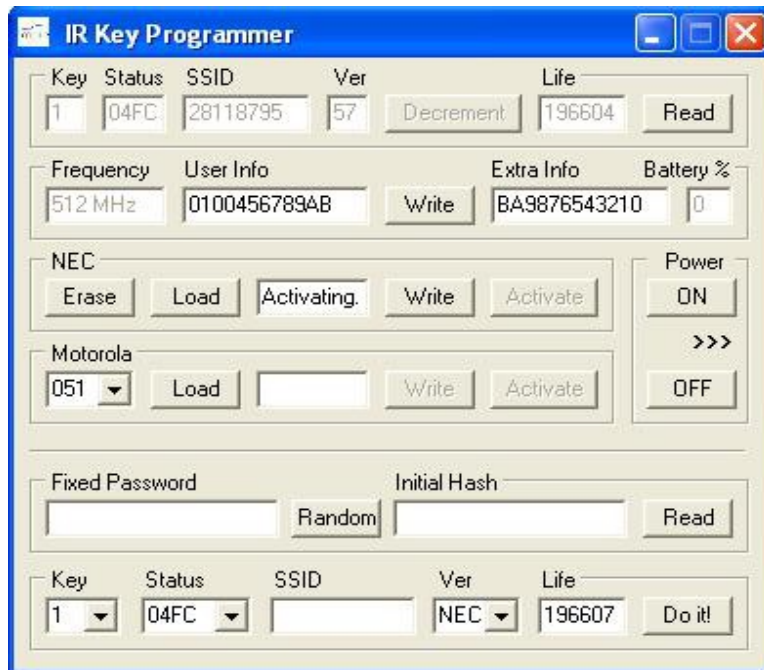 IR Key Programmer
Key Status SSID Ver Life
1 04FC 28118795 57 Decrement 196604 Read
Frequency User Info Extra Info Battery %
512 MHz 0100456789AB Write BA9876543210 0
NEC Power
Erase Load Activating. Write Activate ON
>>>
Motorola
051 Load Write Activate OFF
Fixed Password Initial Hash
Random Read
Key Status SSID Ver Life
1 04FC NEC 196607 Do it!